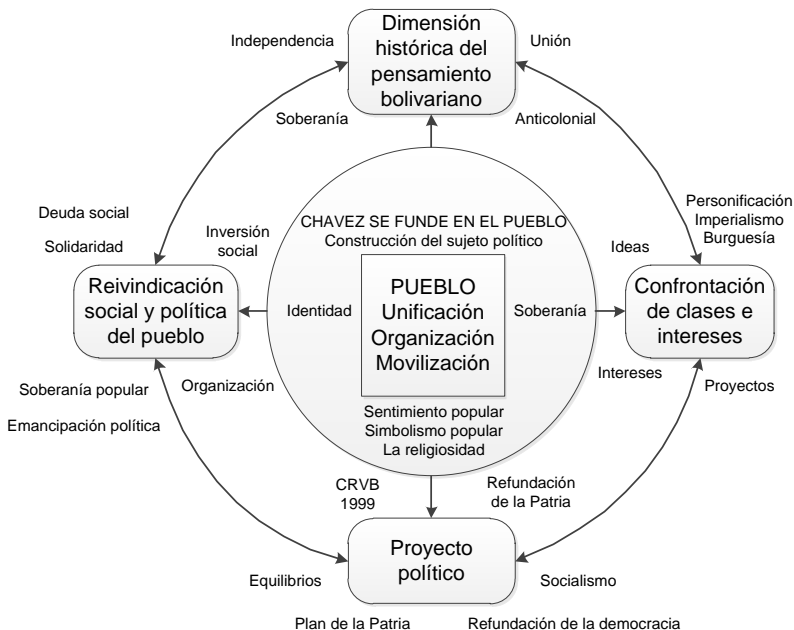 Dimensión
histórica del
pensamiento
bolivariano
Independencia
Unión
Soberanía
Anticolonial
Deuda social
Solidaridad
Inversión
social
CHAVEZ SE FUNDE EN EL PUEBLO
Construcción del sujeto político
Ideas
Personificación
Imperialismo
Burguesía
Reivindicación
social y política
del pueblo
Identidad
PUEBLO
Unificación
Organización
Movilización
Soberanía
Confrontación
de clases e
intereses
Soberanía popular
Emancipación política
Organización
Sentimiento popular
Simbolismo popular
La religiosidad
Intereses
Proyectos
CRVB
1999
Refundación
de la Patria
Proyecto
político
Equilibrios
Socialismo
Plan de la Patria
Refundación de la democracia